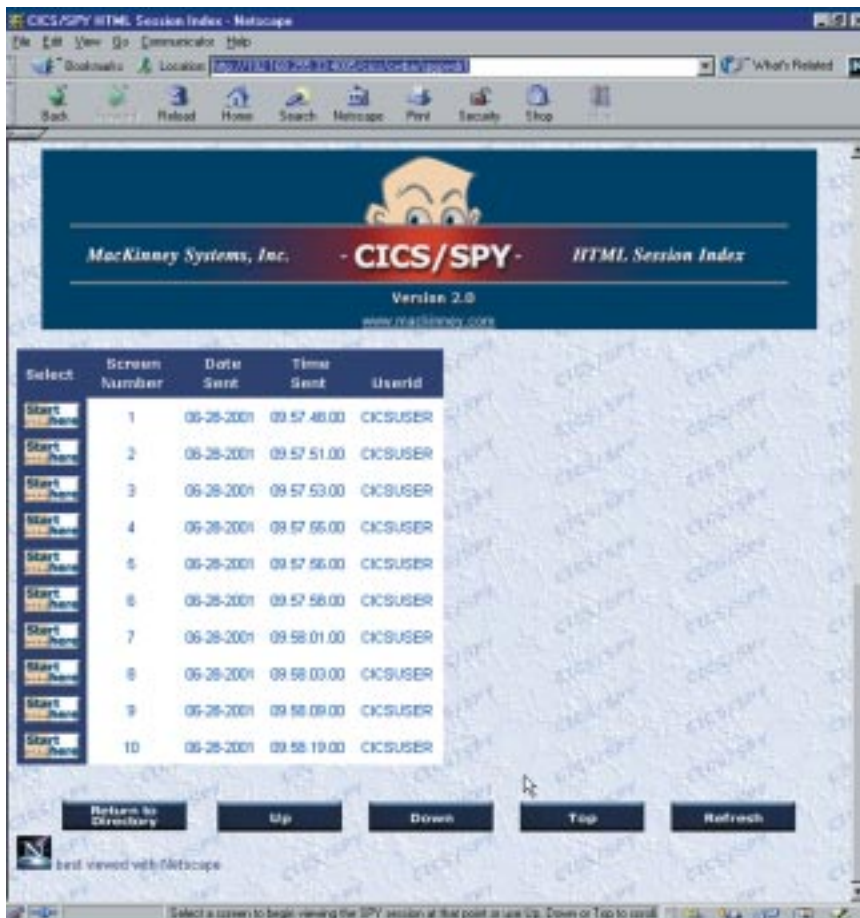 CICS/SPY HTML Session Index - Netscape
File Edit View Go Communicator Help
Bookmarks Location What's Related
Back Reload Home Search Netscape Print Security Shop
MacKinney Systems, Inc. - CICS/SPY - HTML Session Index
Version 2.0
www.mackinney.com
Select Screen Number Date Sent Time Sent Userid
Start here 1 06-28-2001 09.57.48.00 CICSUSER
Start here 2 06-28-2001 09.57.51.00 CICSUSER
Start here 3 06-28-2001 09.57.53.00 CICSUSER
Start here 4 06-28-2001 09.57.55.00 CICSUSER
Start here 5 06-28-2001 09.57.56.00 CICSUSER
Start here 6 06-28-2001 09.57.58.00 CICSUSER
Start here 7 06-28-2001 09.58.01.00 CICSUSER
Start here 8 06-28-2001 09.58.03.00 CICSUSER
Start here 9 06-28-2001 09.58.09.00 CICSUSER
Start here 10 06-28-2001 09.58.19.00 CICSUSER
Return to Directory Up Down Top Refresh
best viewed with Netscape
Select a screen to begin viewing the SPY session at that point or use Up, Down or Top to scroll